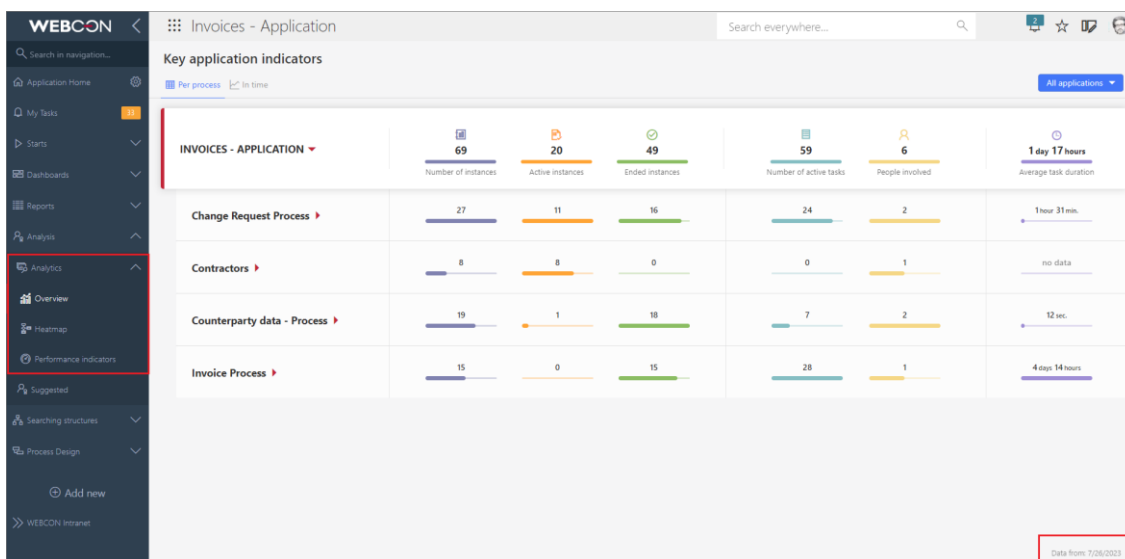 WEBCON
Search in navigation...
Application Home
My Tasks
33
Starts
Dashboards
Reports
Analysis
Analytics
Overview
Heatmap
Performance indicators
Suggested
Searching structures
Process Design
Add new
WEBCON Intranet
Invoices - Application
Search everywhere...
2
Key application indicators
Per process
In time
All applications
INVOICES - APPLICATION
69
20
49
59
6
1 day 17 hours
Number of instances
Active instances
Ended instances
Number of active tasks
People involved
Average task duration
Change Request Process
27
11
16
24
2
1 hour 31 min.
Contractors
8
8
0
0
1
no data
Counterparty data - Process
19
1
18
7
2
12 sec.
Invoice Process
15
0
15
28
1
4 days 14 hours
Data from: 7/26/2023